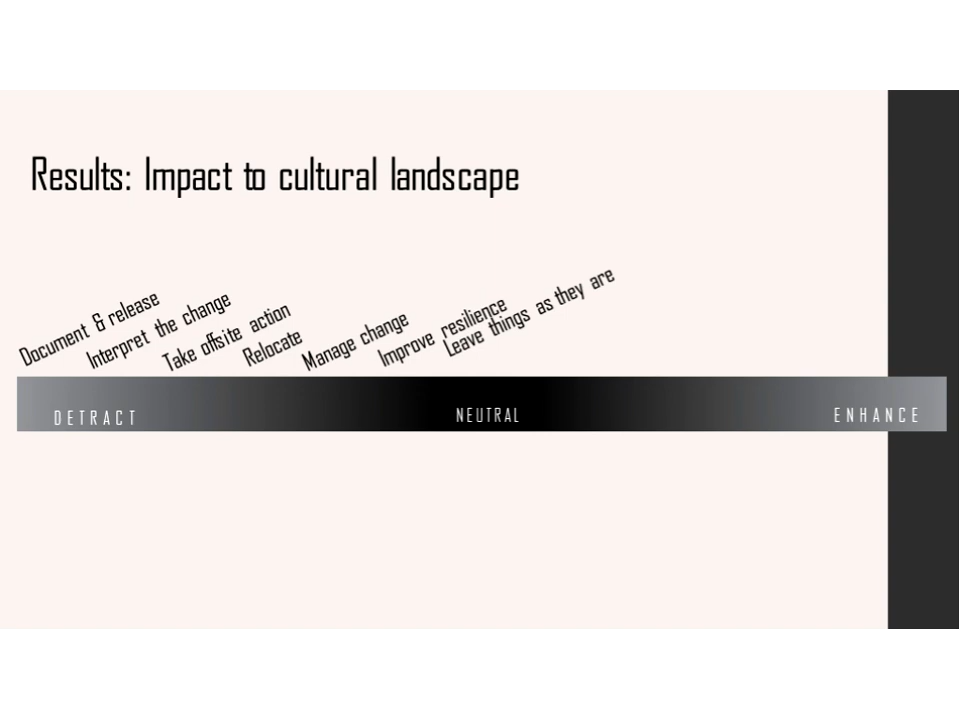 Results: Impact to cultural landscape
Document & release
Interpret the change
Take offsite action
Relocate
Manage change
Improve resilience
Leave things as they are
DETRACT
NEUTRAL
ENHANCE